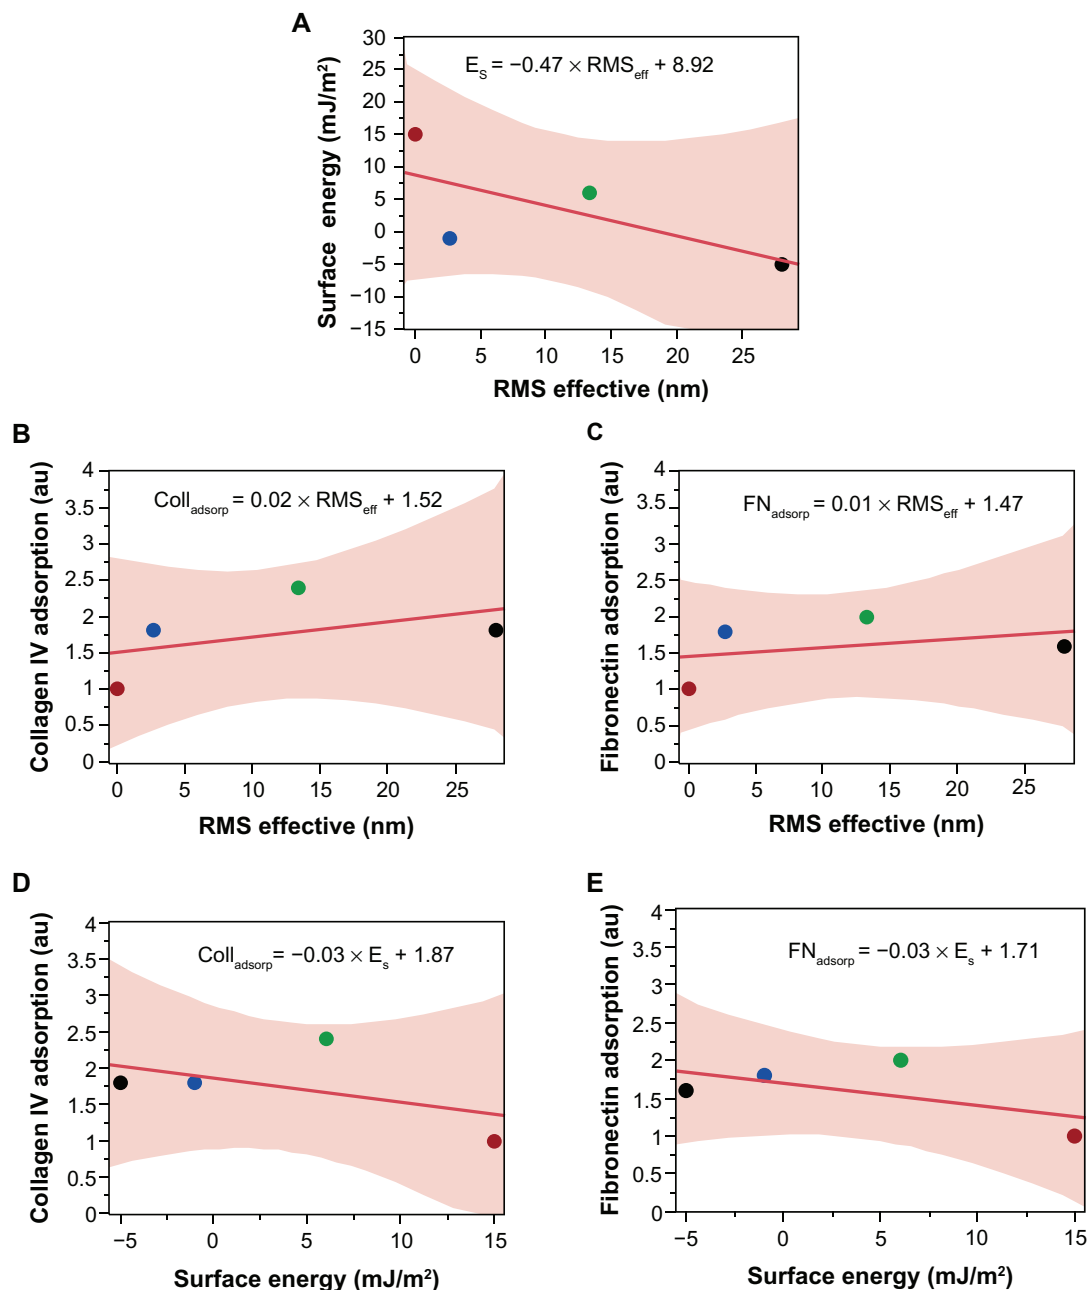 A
E_S = −0.47 × RMS_eff + 8.92
Surface energy (mJ/m²)
30
25
20
15
10
5
0
−5
−10
−15
0 5 10 15 20 25
RMS effective (nm)
B
Coll_adsorp = 0.02 × RMS_eff + 1.52
Collagen IV adsorption (au)
4
3.5
3
2.5
2
1.5
1
0.5
0
0 5 10 15 20 25
RMS effective (nm)
C
FN_adsorp = 0.01 × RMS_eff + 1.47
Fibronectin adsorption (au)
4
3.5
3
2.5
2
1.5
1
0.5
0
0 5 10 15 20 25
RMS effective (nm)
D
Coll_adsorp = −0.03 × E_s + 1.87
Collagen IV adsorption (au)
4
3.5
3
2.5
2
1.5
1
0.5
0
−5 0 5 10 15
Surface energy (mJ/m²)
E
FN_adsorp = −0.03 × E_s + 1.71
Fibronectin adsorption (au)
4
3.5
3
2.5
2
1.5
1
0.5
0
−5 0 5 10 15
Surface energy (mJ/m²)